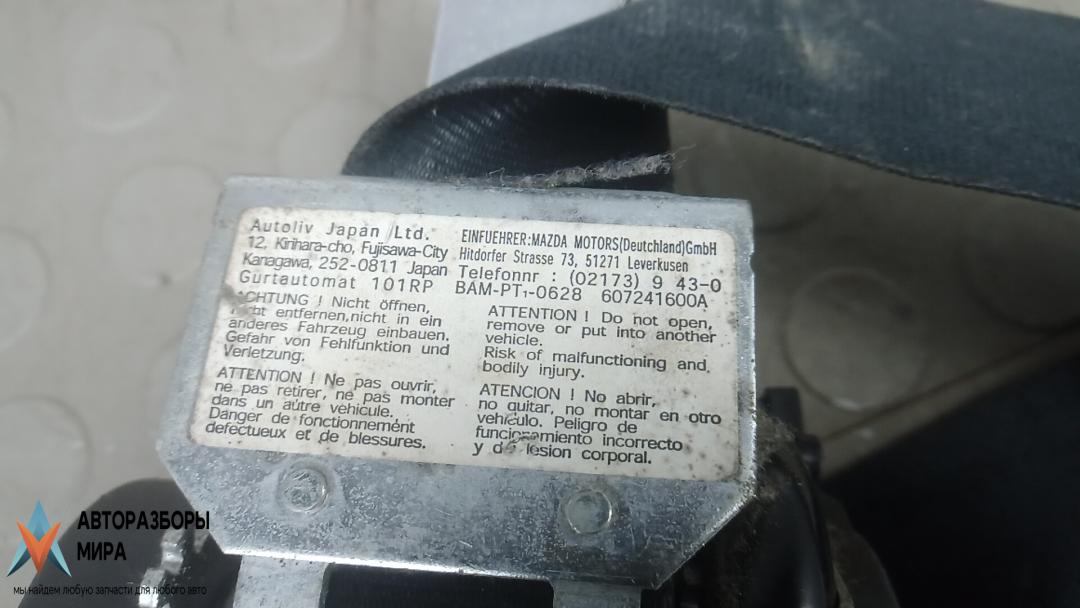 Autoliv Japan Ltd.
12, Kirihara-cho, Fujisawa-City
Kanagawa, 252-0811 Japan
Gurtautomat 101RP
EINFUEHRER:MAZDA MOTORS(Deutchland)GmbH
Hitdorfer Strasse 73, 51271 Leverkusen
Telefonnr : (02173) 9 43-0
BAM-PT1-0628 607241600A
ACHTUNG ! Nicht öffnen,
nicht entfernen,nicht in ein
anderes Fahrzeug einbauen.
Gefahr von Fehlfunktion und
Verletzung.
ATTENTION ! Do not open,
remove or put into another
vehicle.
Risk of malfunctioning and.
bodily injury.
ATTENTION ! Ne pas ouvrir,
ne pas retirer, ne pas monter
dans un autre vehicule.
Danger de fonctionnement
defectueux et de blessures.
ATENCION ! No abrir,
no quitar, no montar en otro
vehículo. Peligro de
funcionamiento incorrecto
y de lesion corporal.
АВТОРАЗБОРЫ
МИРА
мы найдем любую запчасти для любого авто